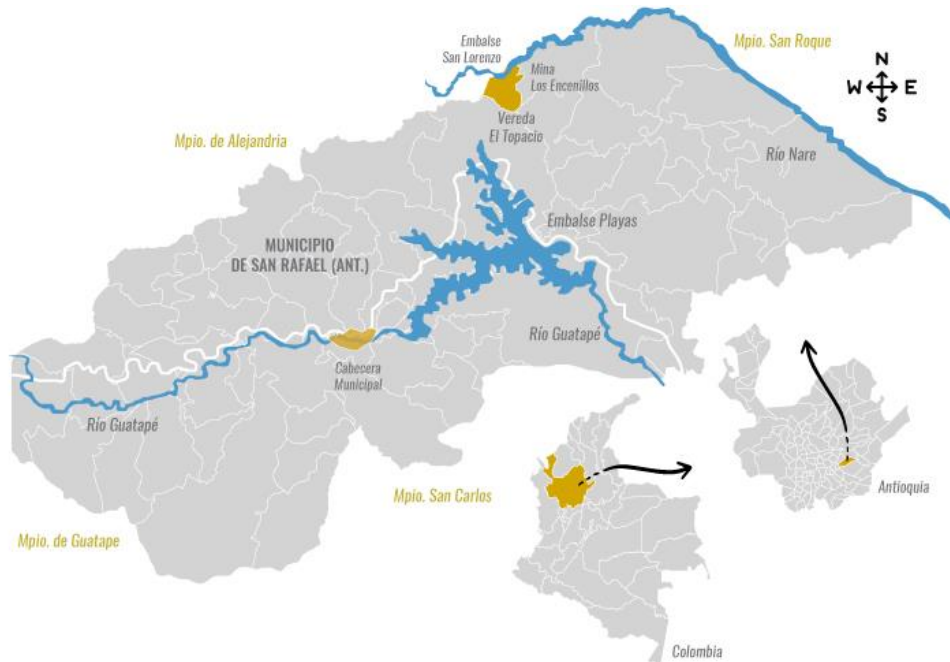 Embalse
San Lorenzo
Mpio. San Roque
N
W E
S
Mina
Los Encenillos
Vereda
El Topacio
Mpio. de Alejandria
Río Nare
Embalse Playas
MUNICIPIO
DE SAN RAFAEL (ANT.)
Río Guatapé
Cabecera
Municipal
Río Guatapé
Mpio. San Carlos
Antioquia
Mpio. de Guatape
Colombia